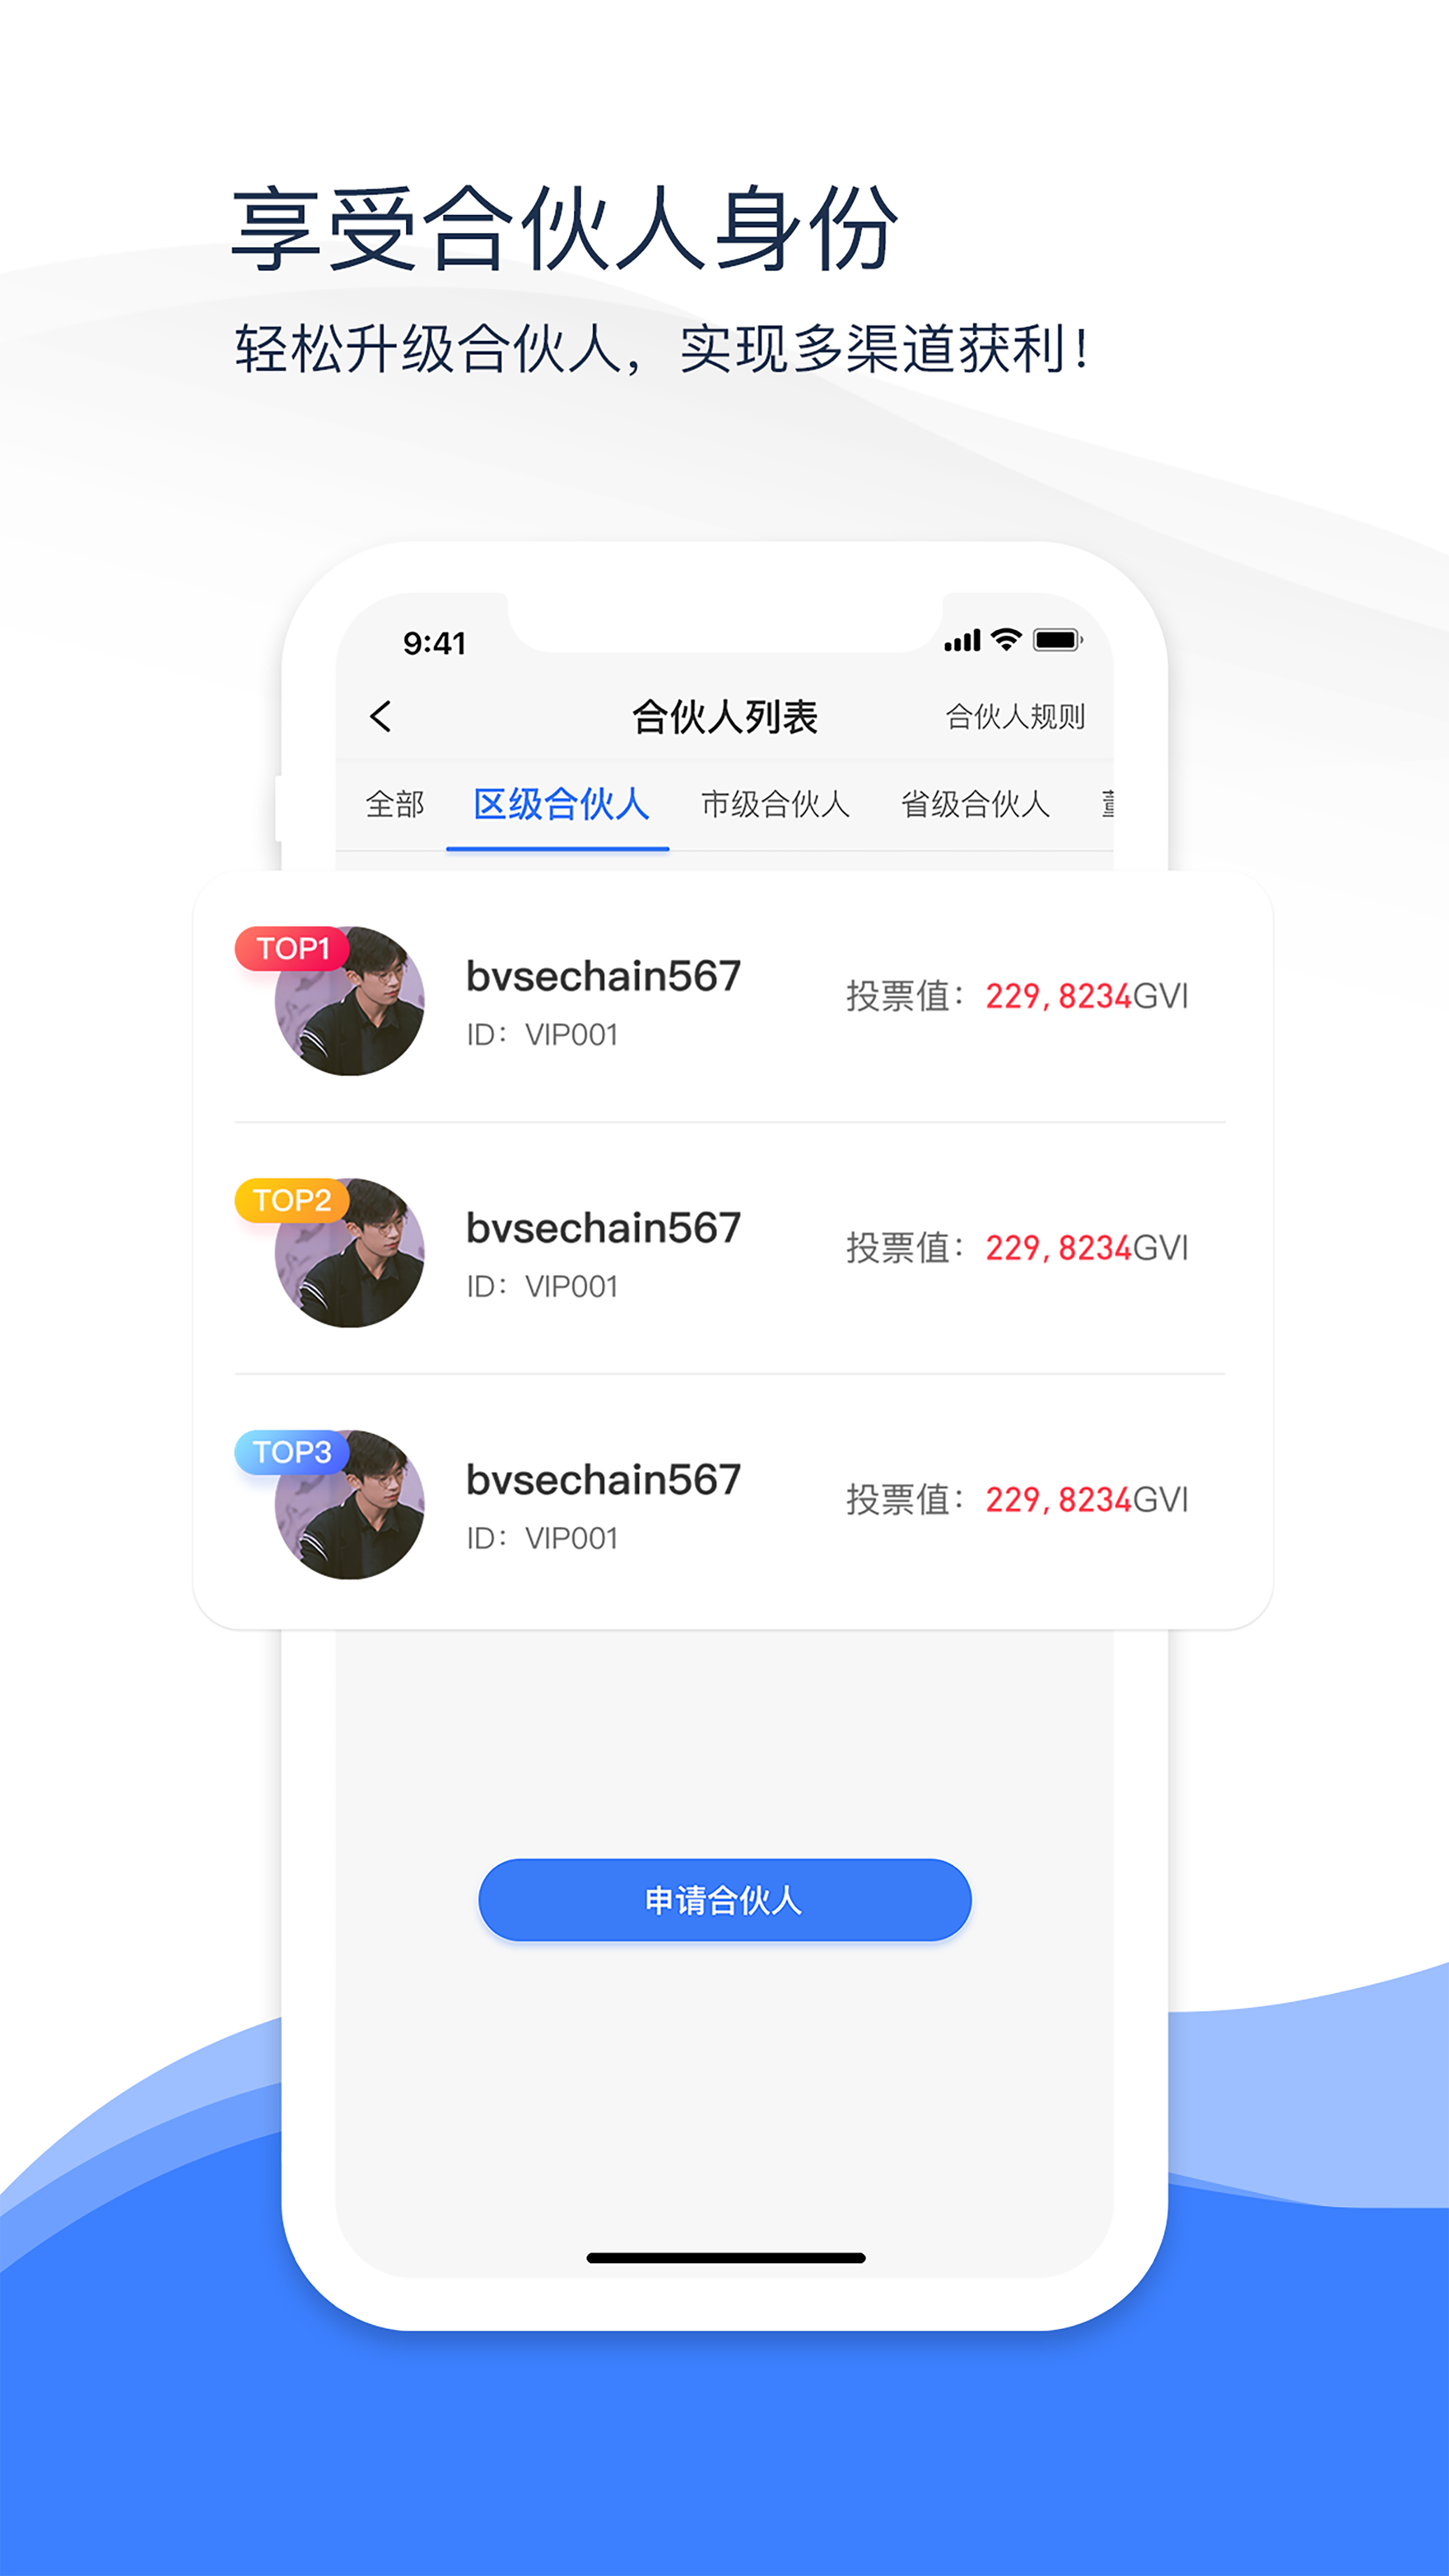 享受合伙人身份
轻松升级合伙人，实现多渠道获利！
9:41
合伙人列表 合伙人规则
全部 区级合伙人 市级合伙人 省级合伙人
TOP1
bvsechain567
ID：VIP001
投票值：229,8234GVI
TOP2
bvsechain567
ID：VIP001
投票值：229,8234GVI
TOP3
bvsechain567
ID：VIP001
投票值：229,8234GVI
申请合伙人